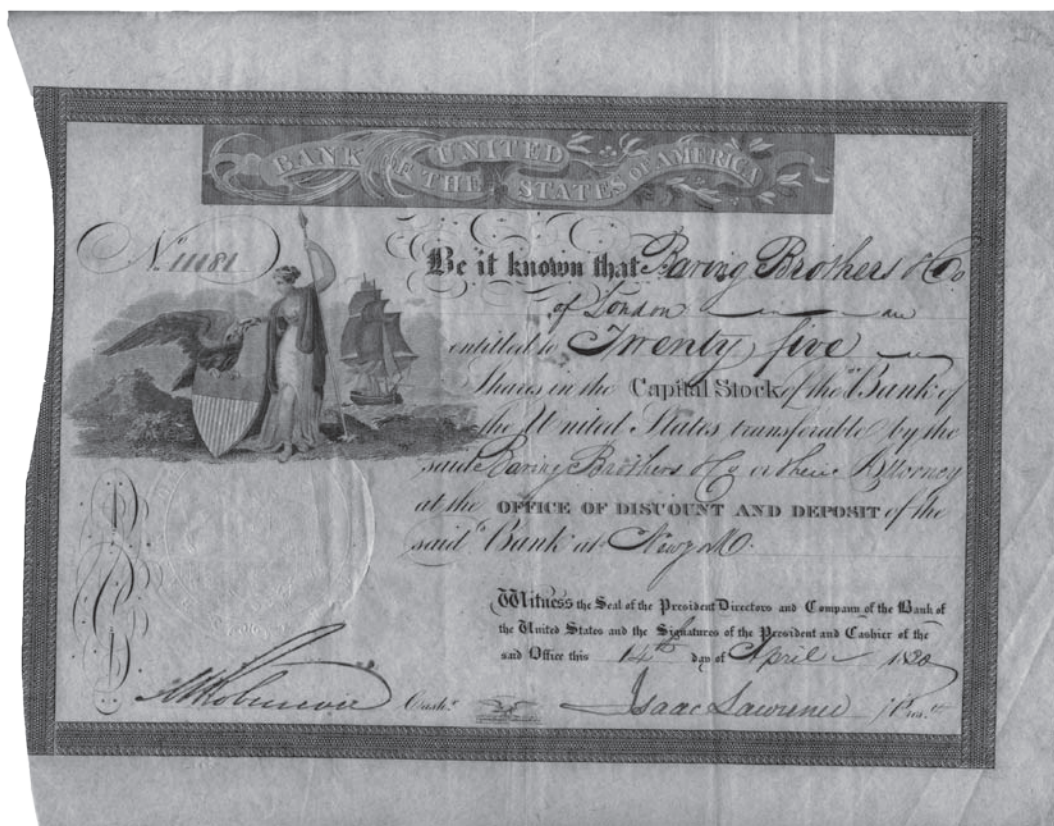 BANK OF THE UNITED STATES OF AMERICA
No. 11181
Be it known that Baring Brothers & Co
of London are
entitled to Twenty five
Shares in the Capital Stock of the "Bank of
the United States transferable by the
said Baring Brothers & Co or their Attorney
at the OFFICE OF DISCOUNT AND DEPOSIT of the
said "Bank" at New York
Witness the Seal of the President Directors and Company of the Bank of
the United States and the Signatures of the President and Cashier of the
said Office this 14th day of April 1820
Cash.r
Isaac Lawrence Pres.t